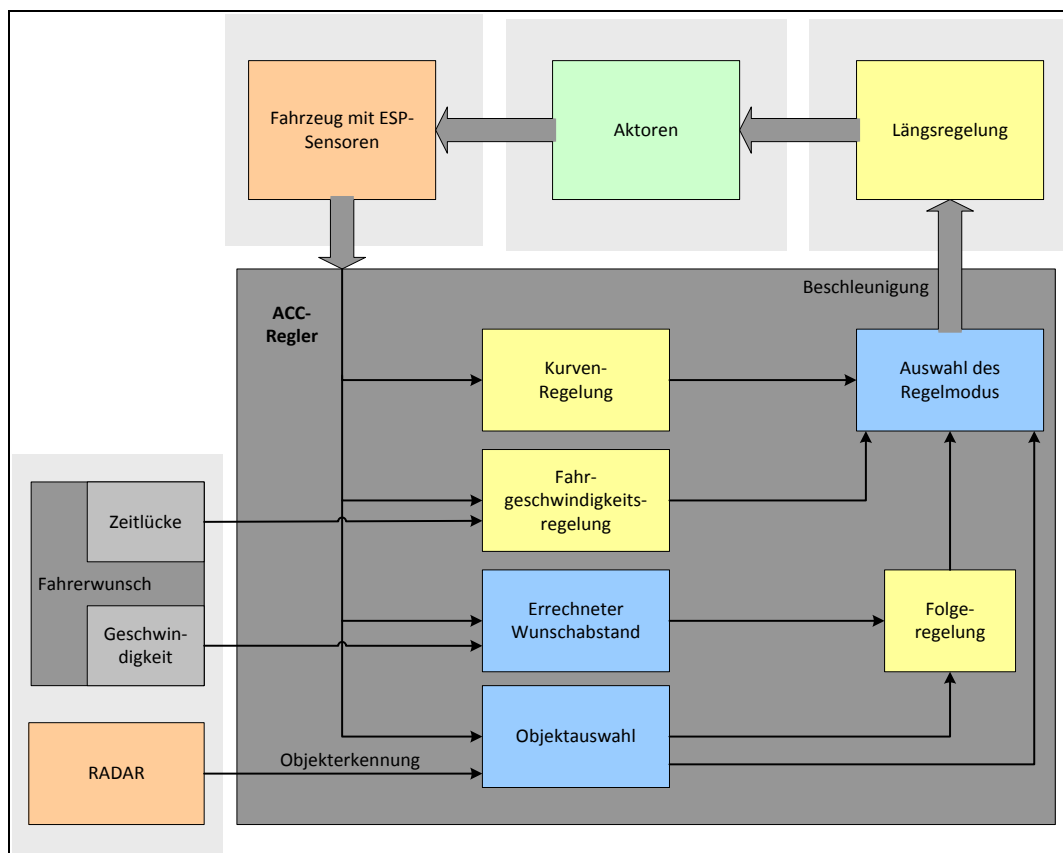 Fahrzeug mit ESP-
Sensoren
Aktoren
Längsregelung
Beschleunigung
ACC-
Regler
Kurven-
Regelung
Auswahl des
Regelmodus
Fahr-
geschwindigkeits-
regelung
Zeitlücke
Fahrerwunsch
Geschwin-
digkeit
Errechneter
Wunschabstand
Folge-
regelung
Objektauswahl
Objekterkennung
RADAR